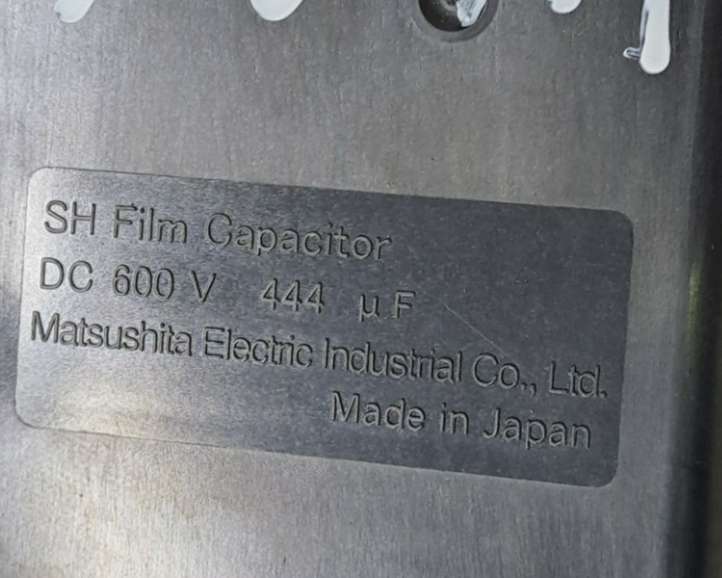 SH Film Capacitor
DC 600 V 444 μF
Matsushita Electric Industrial Co., Ltd.
Made in Japan